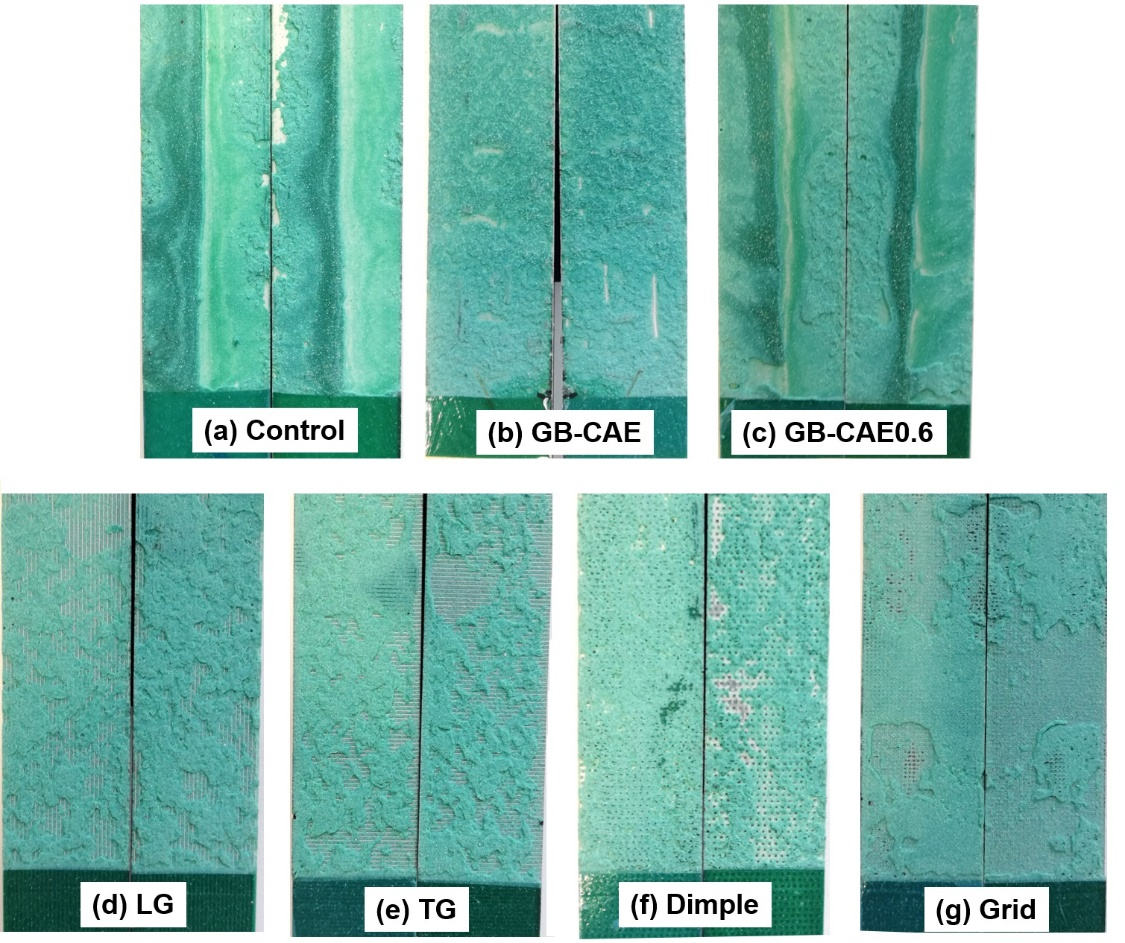 (a) Control
(b) GB-CAE
(c) GB-CAE0.6
(d) LG
(e) TG
(f) Dimple
(g) Grid